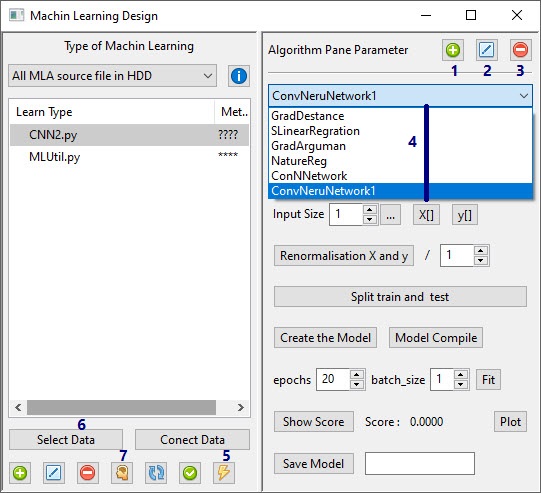 Machin Learning Design
Type of Machin Learning
All MLA source file in HDD
Learn Type Met...
CNN2.py ????
MLUtil.py ****
6
Select Data Conect Data
7 5
Algorithm Pane Parameter
1 2 3
ConvNeruNetwork1
GradDestance
SLinearRegration
GradArguman
NatureReg
ConNNetwork
ConvNeruNetwork1
4
Input Size 1 ... X[] y[]
Renormalisation X and y / 1
Split train and test
Create the Model Model Compile
epochs 20 batch_size 1 Fit
Show Score Score : 0.0000 Plot
Save Model